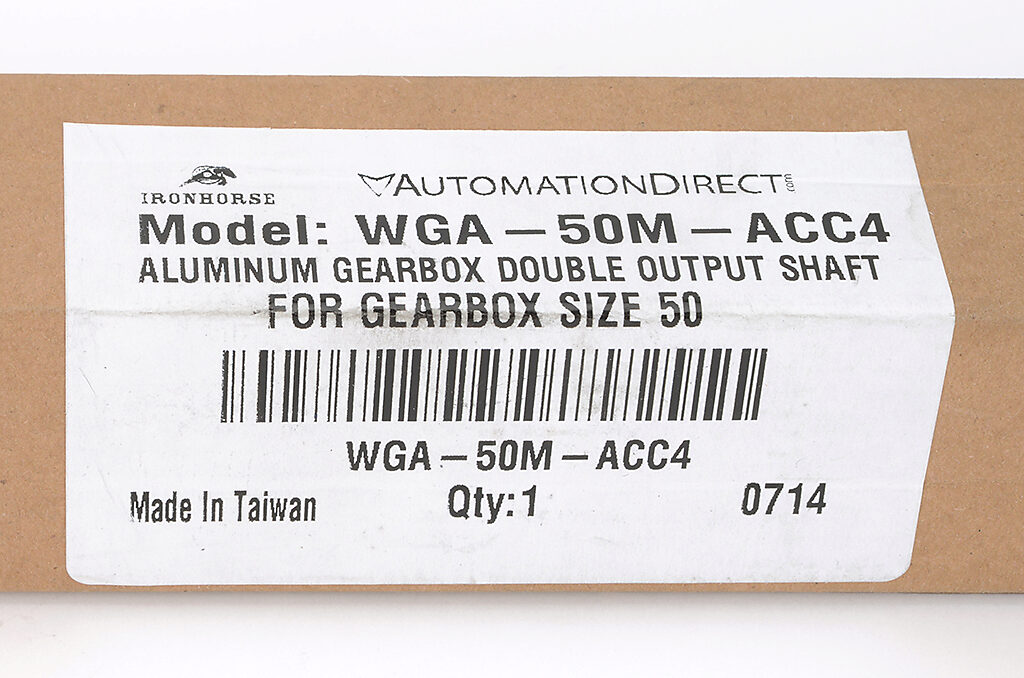 IRONHORSE
AUTOMATIONDIRECT.com
Model: WGA-50M-ACC4
ALUMINUM GEARBOX DOUBLE OUTPUT SHAFT
FOR GEARBOX SIZE 50
WGA-50M-ACC4
Made In Taiwan Qty:1 0714